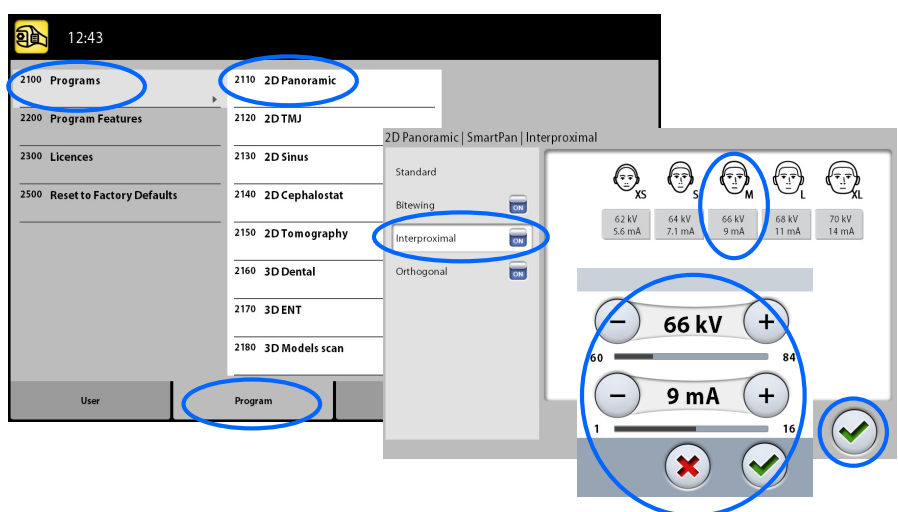 12:43
2100 Programs
2200 Program Features
2300 Licences
2500 Reset to Factory Defaults
2110 2D Panoramic
2120 2D TMJ
2130 2D Sinus
2140 2D Cephalostat
2150 2D Tomography
2160 3D Dental
2170 3D ENT
2180 3D Models scan
User
Program
2D Panoramic | SmartPan | Interproximal
Standard
Bitewing ON
Interproximal ON
Orthogonal ON
XS S M L XL
62 kV 64 kV 66 kV 68 kV 70 kV
5.6 mA 7.1 mA 9 mA 11 mA 14 mA
− 66 kV +
60 84
− 9 mA +
1 16